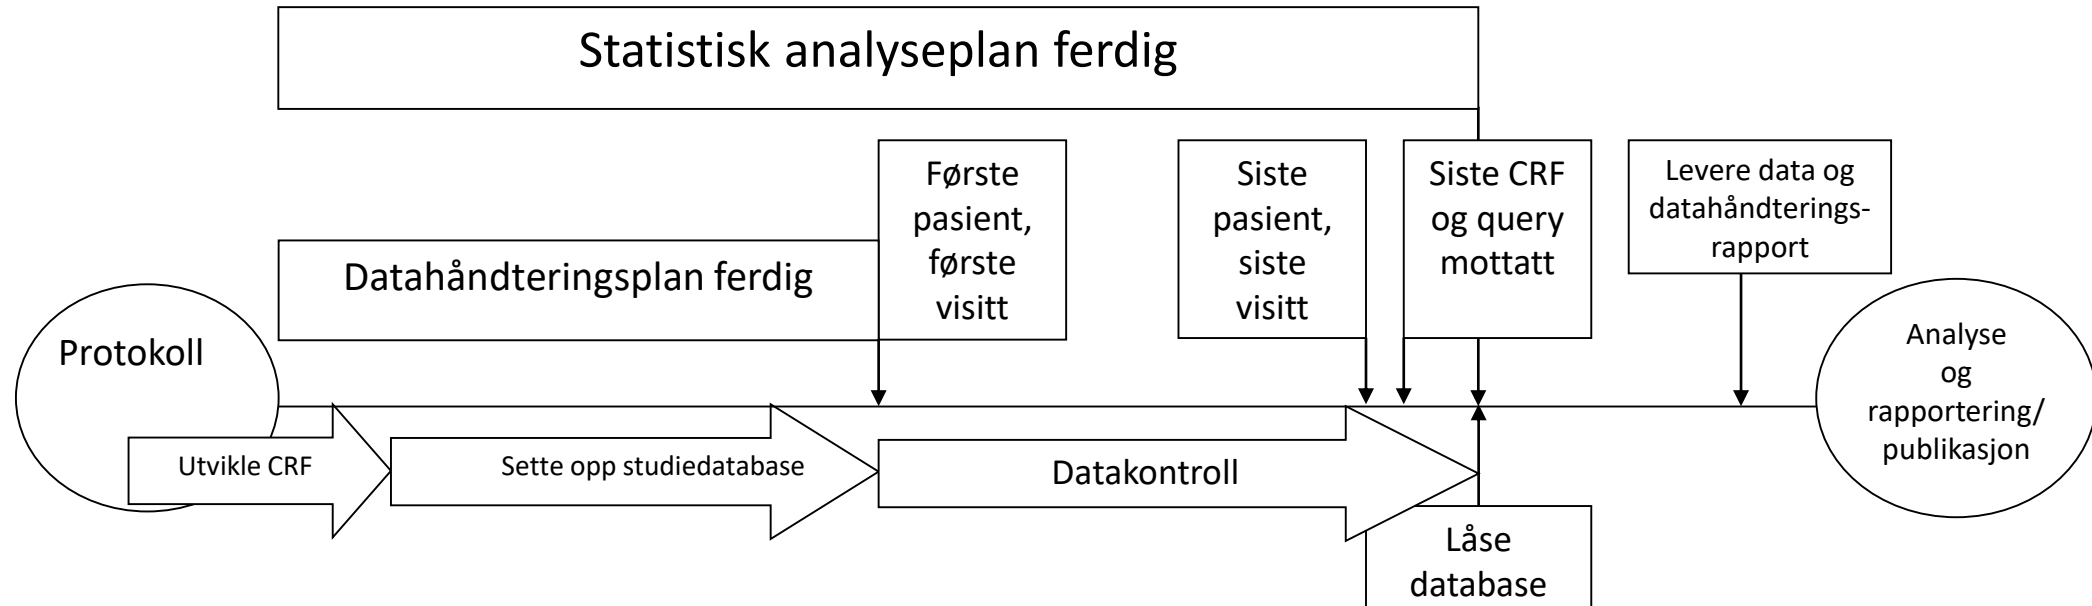 Statistisk analyseplan ferdig
Første
pasient,
første
visitt
Siste
pasient,
siste
visitt
Siste CRF
og query
mottatt
Levere data og
datahåndterings-
rapport
Datahåndteringsplan ferdig
Protokoll
Analyse
og
rapportering/
publikasjon
Utvikle CRF
Sette opp studiedatabase
Datakontroll
Låse
database